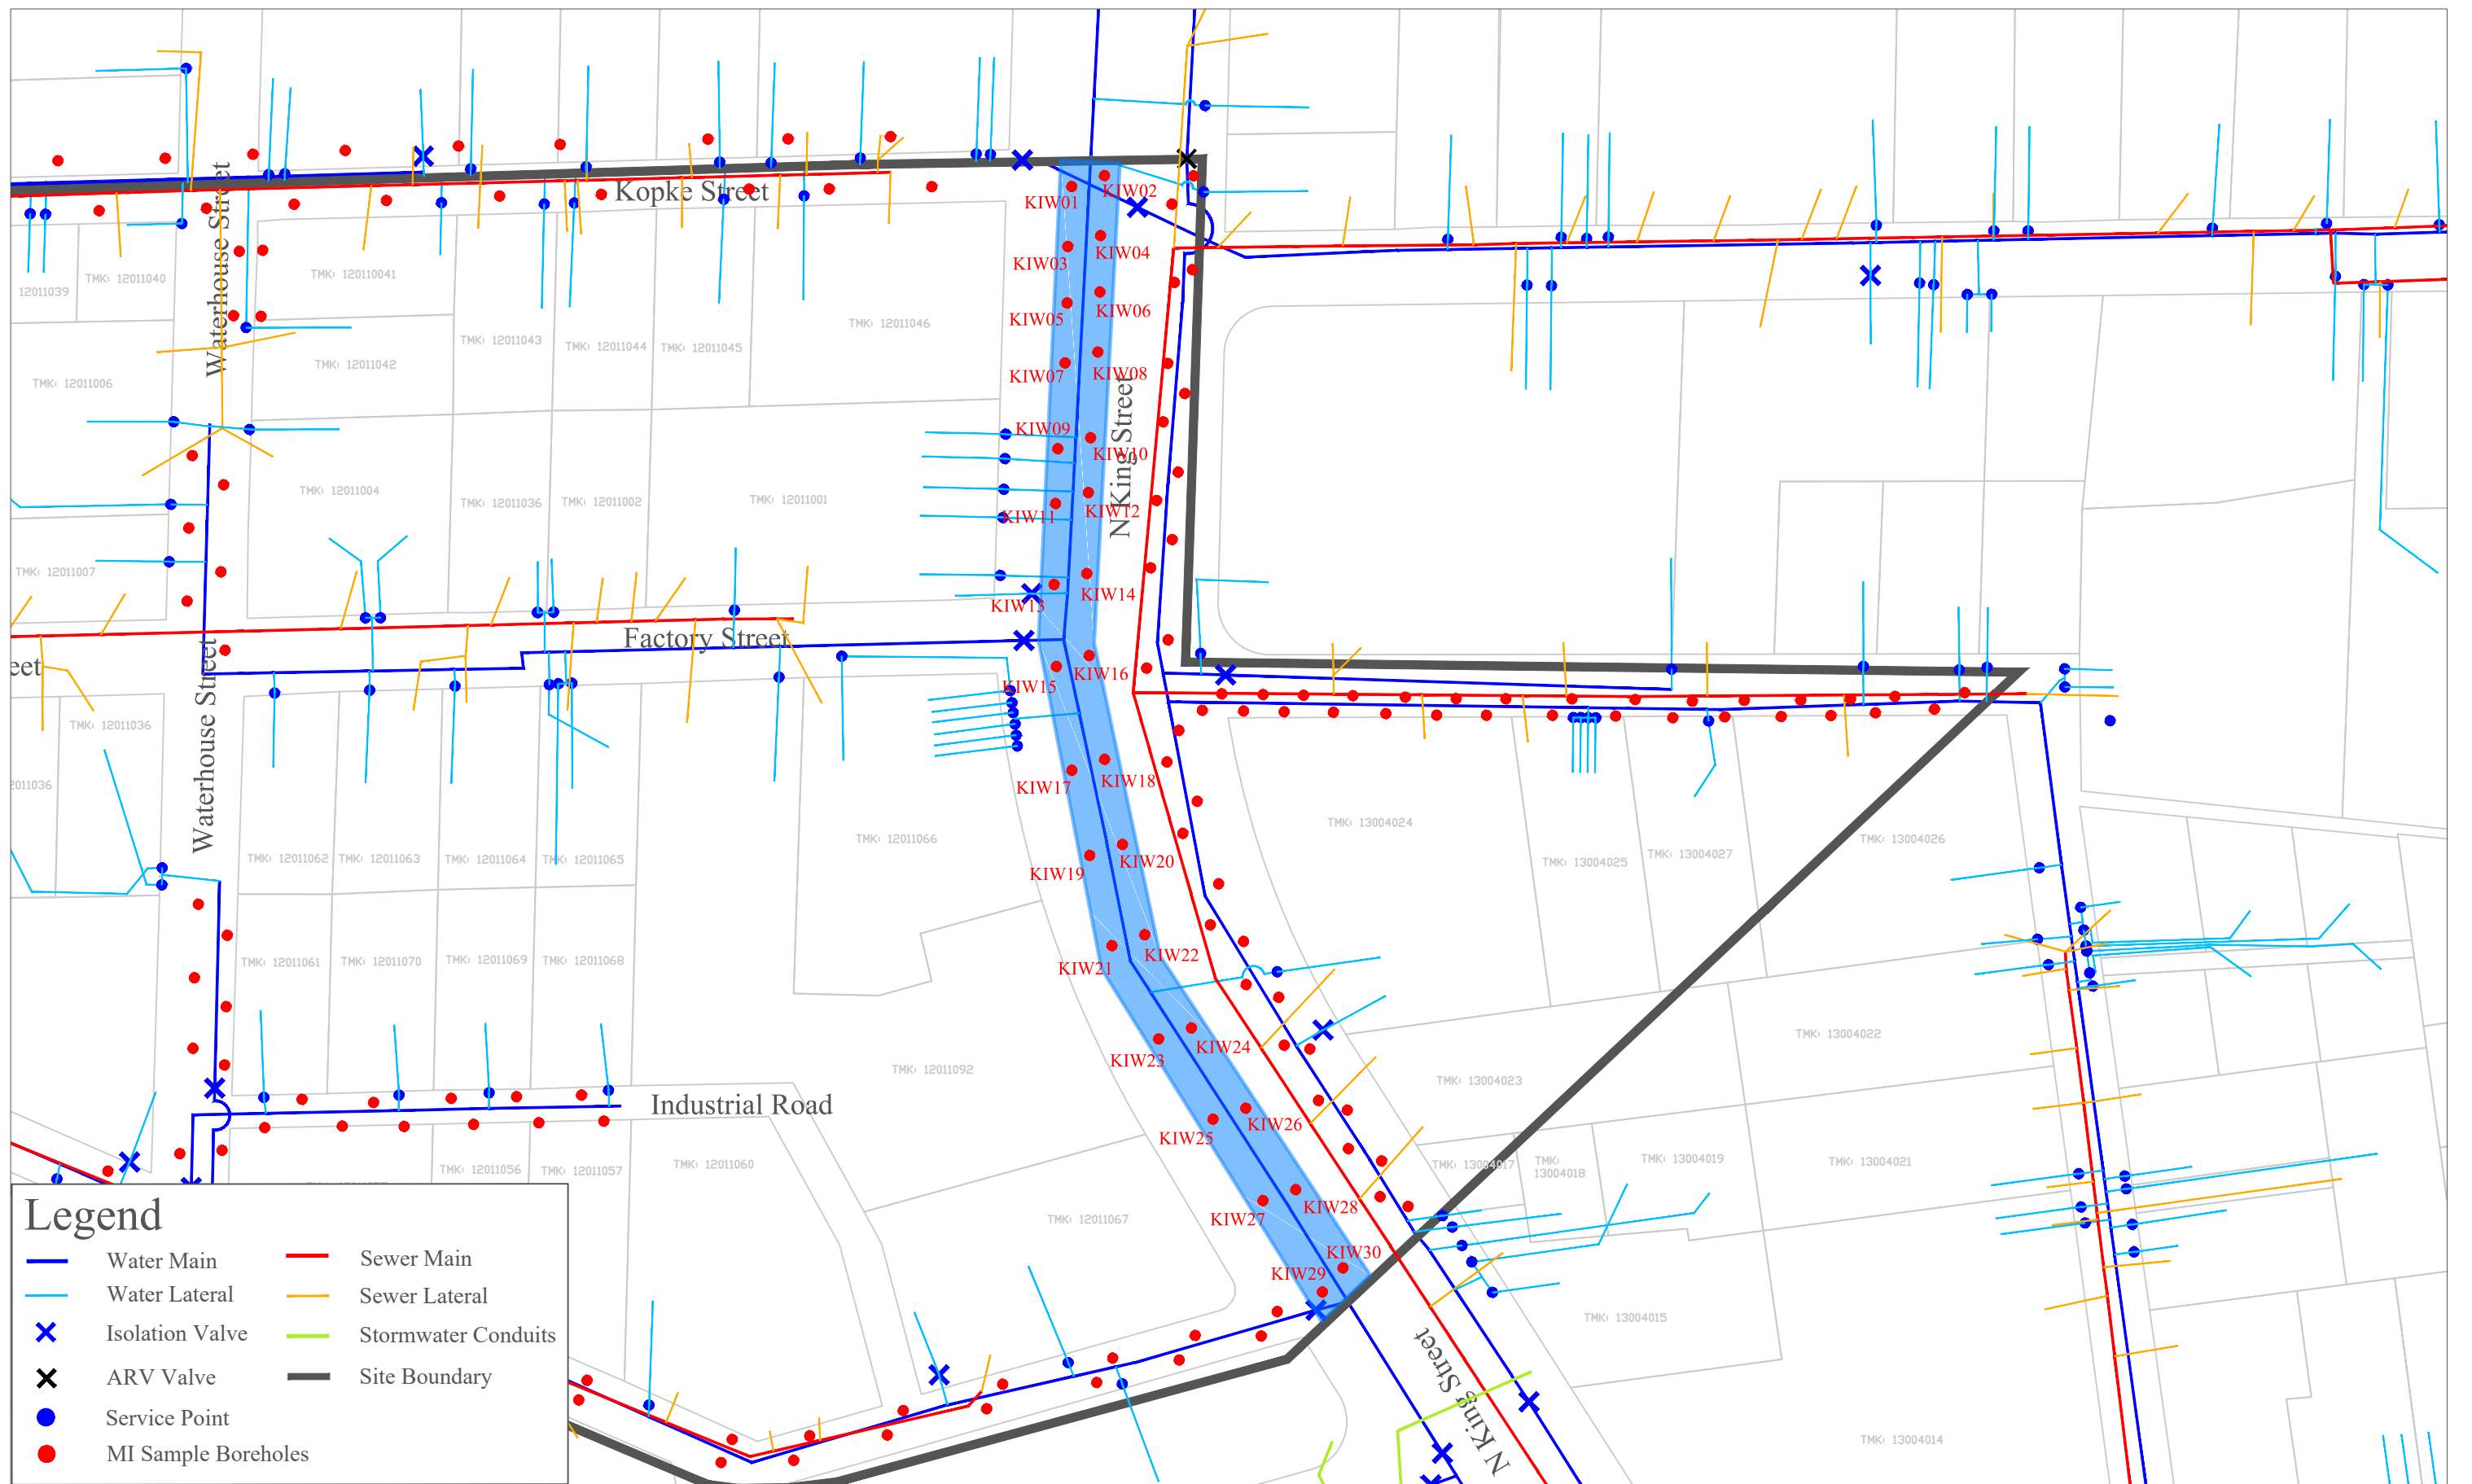 Kopke Street
KIW02
KIW01
Waterhouse Street
KIW04
KIW03
TMK: 12011040
TMK: 12010041
12011039
KIW06
KIW05
TMK: 12011046
TMK: 12011043
TMK: 12011044
TMK: 12011045
TMK: 12011042
KIW08
KIW07
TMK: 12011006
N King Street
KIW09
KIW10
TMK: 12011004
TMK: 12011036
TMK: 12011002
TMK: 12011001
KIW12
KIW11
TMK: 12011007
KIW14
KIW13
Factory Street
eet
KIW16
KIW15
Waterhouse Street
TMK: 12011036
KIW18
KIW17
2011036
TMK: 13004024
TMK: 12011066
TMK: 13004026
TMK: 13004025
TMK: 13004027
TMK: 12011062
TMK: 12011063
TMK: 12011064
TMK: 12011065
KIW20
KIW19
KIW22
KIW21
TMK: 12011061
TMK: 12011070
TMK: 12011069
TMK: 12011068
TMK: 13004022
KIW24
KIW23
TMK: 12011092
TMK: 13004023
Industrial Road
KIW26
KIW25
TMK: 12011056
TMK: 12011057
TMK: 12011060
TMK: 13004017
TMK:
13004018
TMK: 13004019
TMK: 13004021
KIW28
KIW27
TMK: 12011067
KIW30
KIW29
TMK: 13004015
N King Street
TMK: 13004014
Legend
Water Main
Sewer Main
Water Lateral
Sewer Lateral
Isolation Valve
Stormwater Conduits
ARV Valve
Site Boundary
Service Point
MI Sample Boreholes